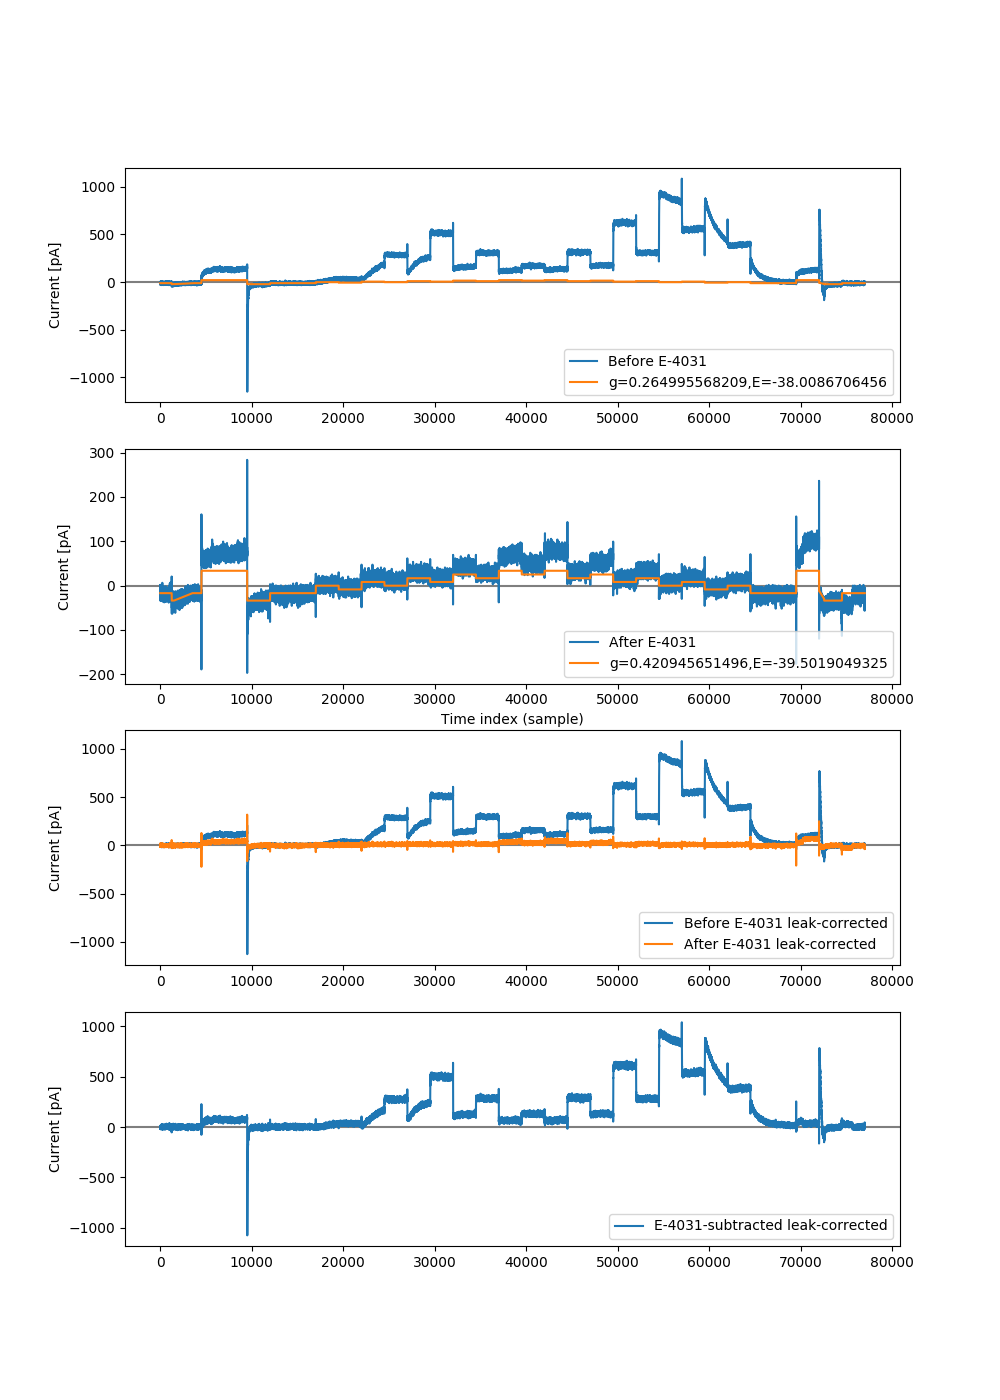 1000
500
0
−500
−1000
Current [pA]
Before E-4031
g=0.264995568209,E=-38.0086706456
0 10000 20000 30000 40000 50000 60000 70000 80000
300
200
100
0
−100
−200
Current [pA]
After E-4031
g=0.420945651496,E=-39.5019049325
0 10000 20000 30000 40000 50000 60000 70000 80000
Time index (sample)
1000
500
0
−500
−1000
Current [pA]
Before E-4031 leak-corrected
After E-4031 leak-corrected
0 10000 20000 30000 40000 50000 60000 70000 80000
1000
500
0
−500
−1000
Current [pA]
E-4031-subtracted leak-corrected
0 10000 20000 30000 40000 50000 60000 70000 80000